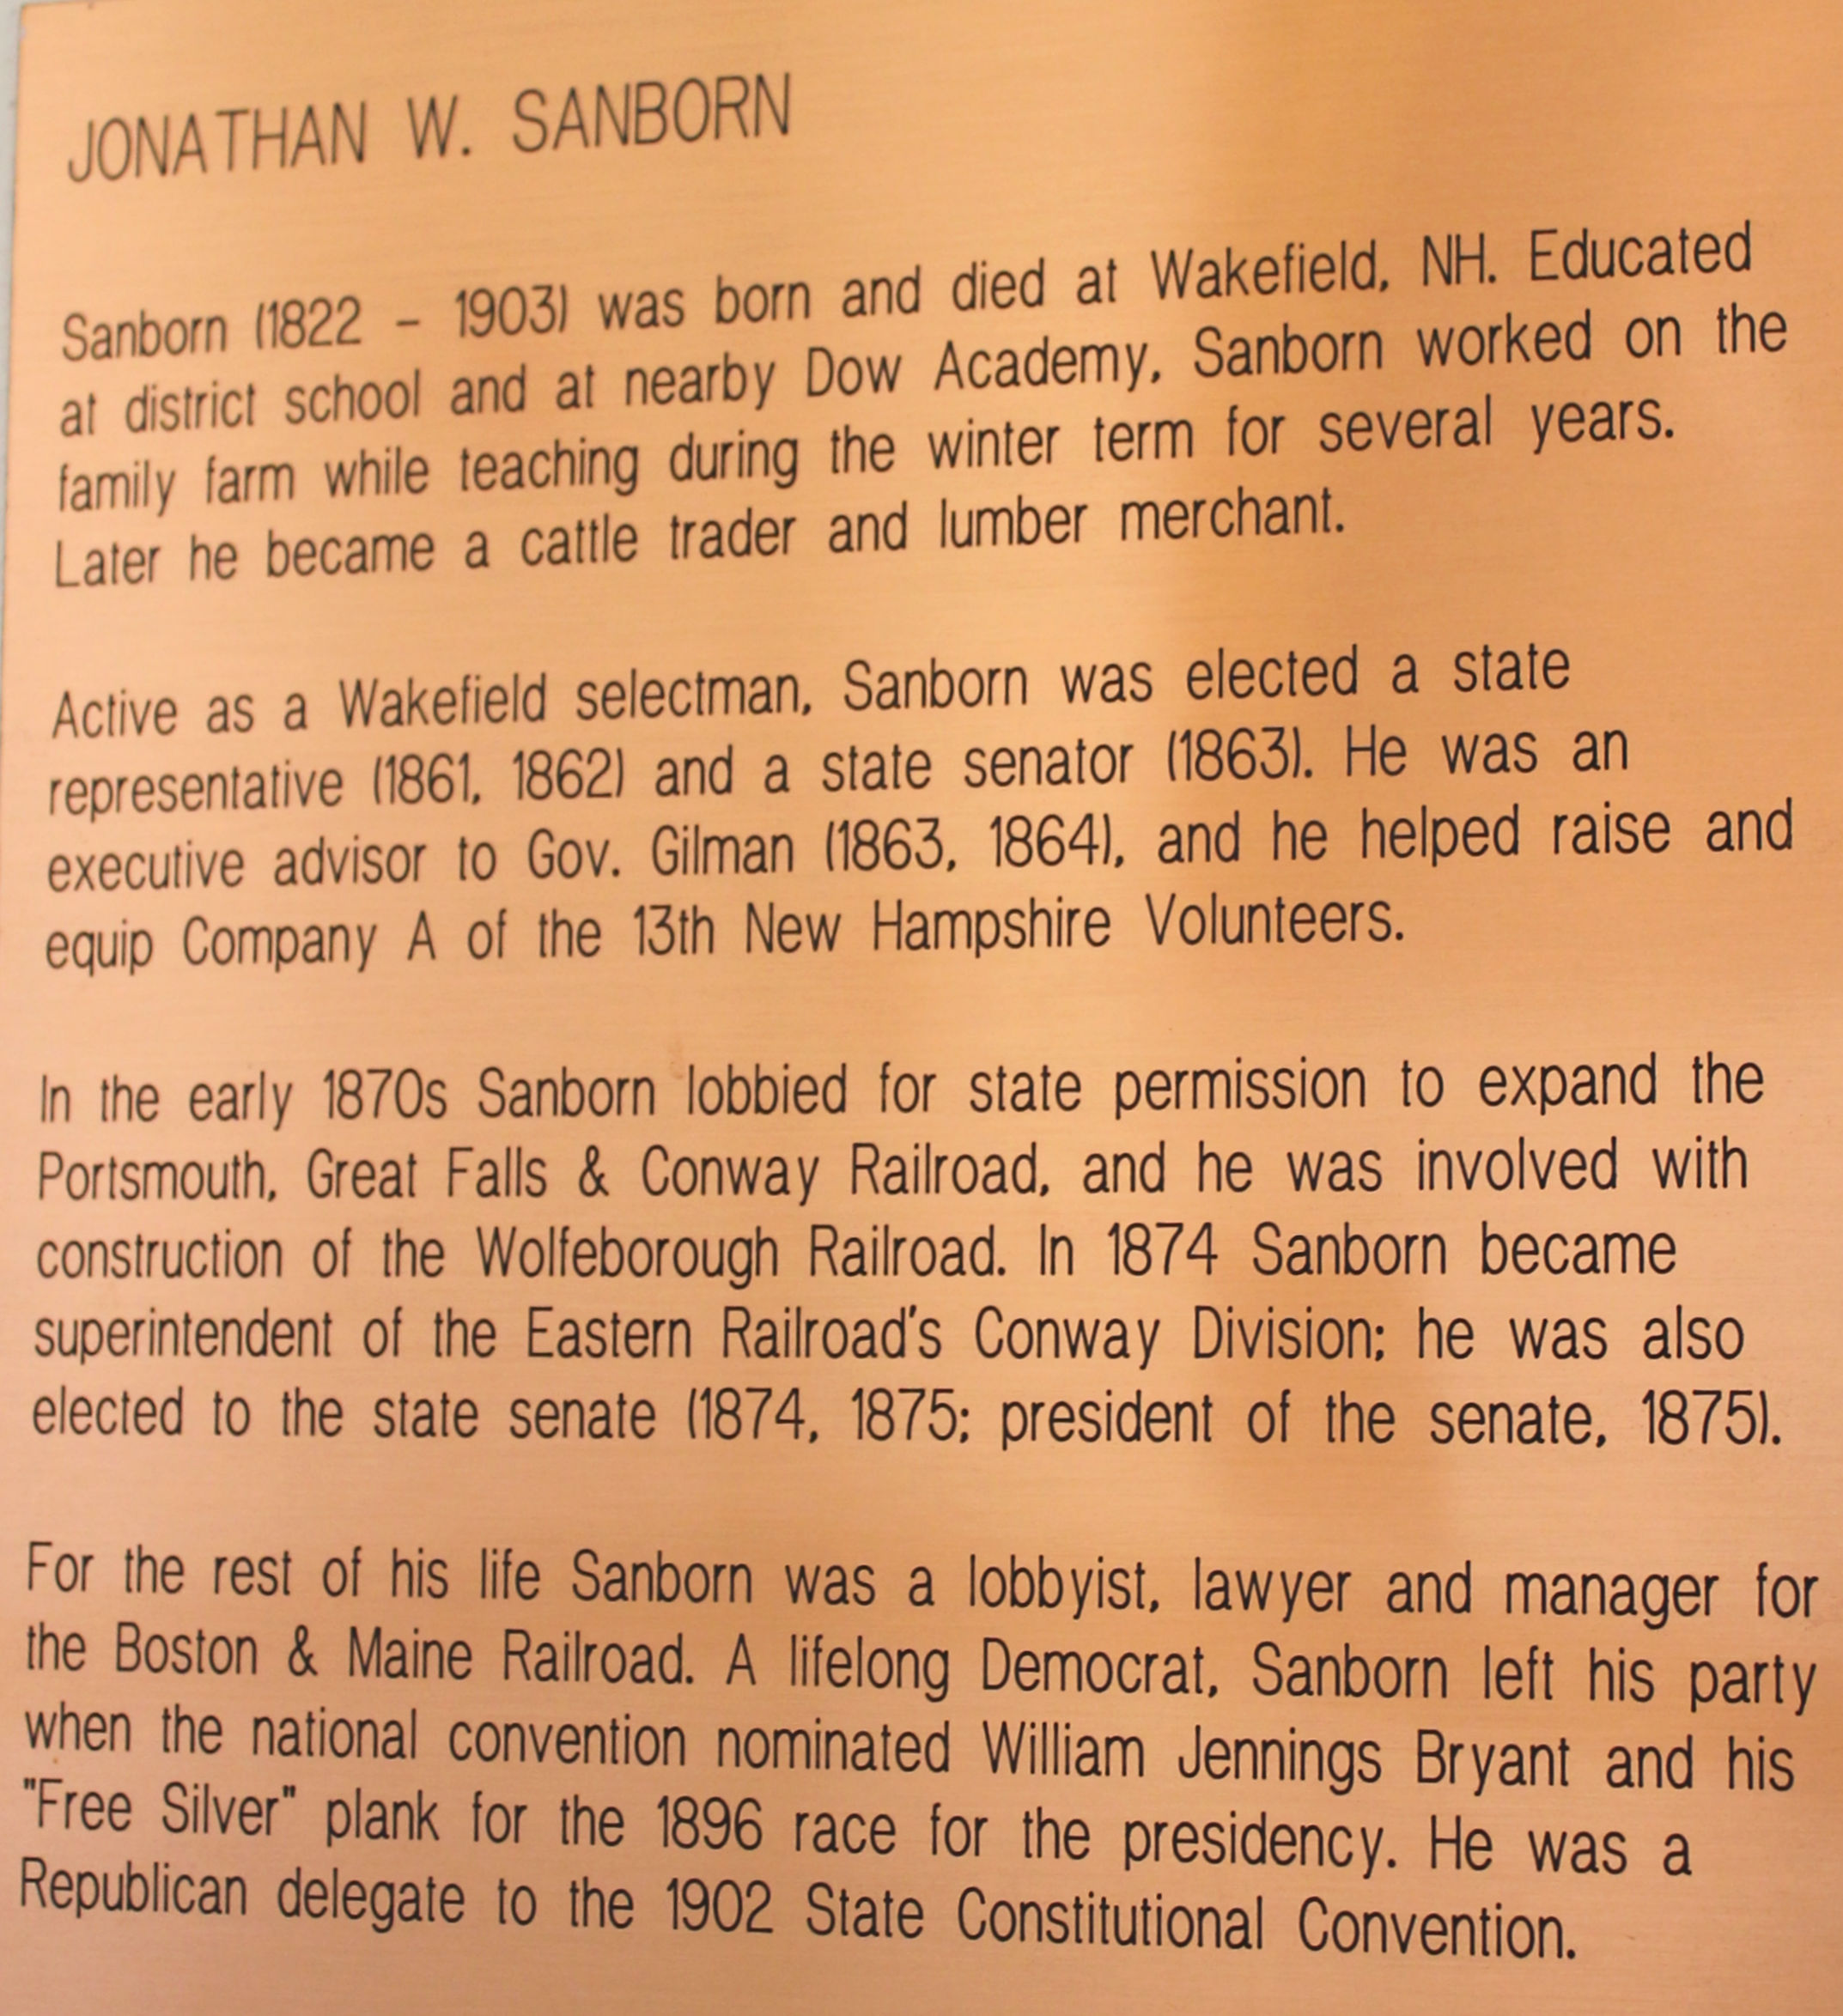 JONATHAN W. SANBORN
Sanborn (1822 - 1903) was born and died at Wakefield, NH. Educated
at district school and at nearby Dow Academy, Sanborn worked on the
family farm while teaching during the winter term for several years.
Later he became a cattle trader and lumber merchant.
Active as a Wakefield selectman, Sanborn was elected a state
representative (1861, 1862) and a state senator (1863). He was an
executive advisor to Gov. Gilman (1863, 1864), and he helped raise and
equip Company A of the 13th New Hampshire Volunteers.
In the early 1870s Sanborn lobbied for state permission to expand the
Portsmouth, Great Falls & Conway Railroad, and he was involved with
construction of the Wolfeborough Railroad. In 1874 Sanborn became
superintendent of the Eastern Railroad's Conway Division; he was also
elected to the state senate (1874, 1875; president of the senate, 1875).
For the rest of his life Sanborn was a lobbyist, lawyer and manager for
the Boston & Maine Railroad. A lifelong Democrat, Sanborn left his party
when the national convention nominated William Jennings Bryant and his
"Free Silver" plank for the 1896 race for the presidency. He was a
Republican delegate to the 1902 State Constitutional Convention.